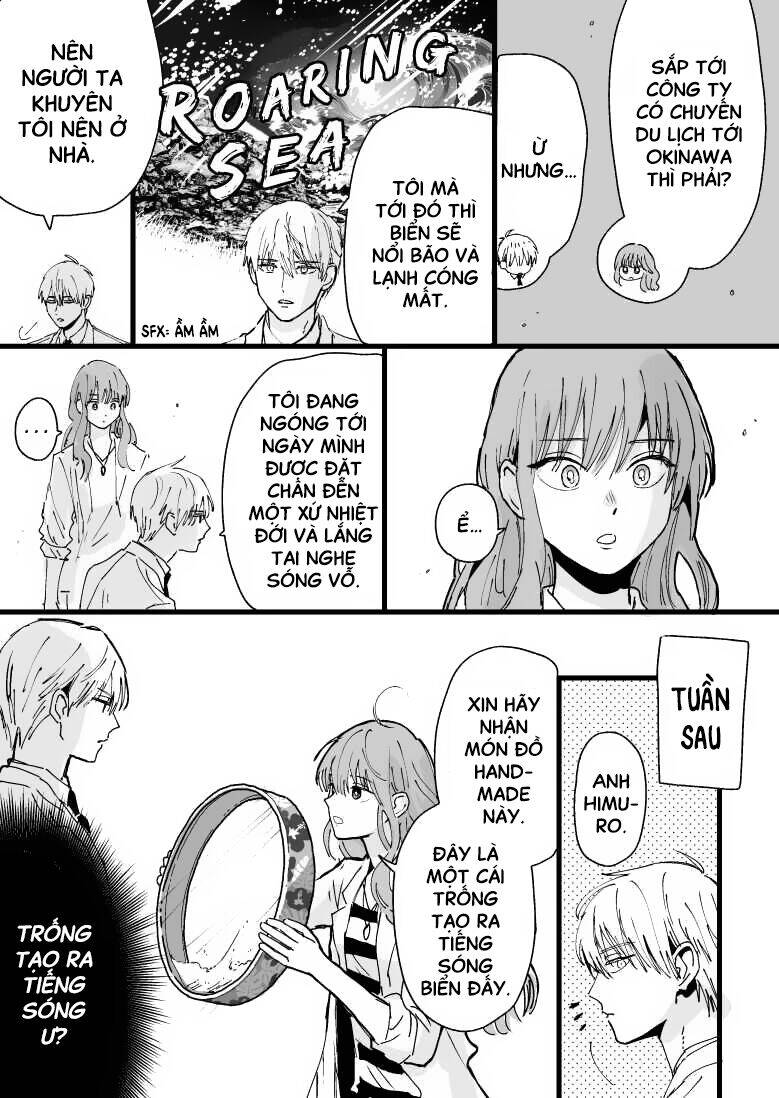 SẮP TỚI
CÔNG TY
CÓ CHUYẾN
DU LỊCH TỚI
OKINAWA
THÌ PHẢI?
Ừ
NHƯNG...
ROARING
SEA
TÔI MÀ
TỚI ĐÓ THÌ
BIỂN SẼ
NỔI BÃO VÀ
LẠNH CÓNG
MẤT.
SFX: ẦM ẦM
NÊN
NGƯỜI TA
KHUYÊN
TÔI NÊN Ở
NHÀ.
Ể...
TÔI ĐANG
NGÓNG TỚI
NGÀY MÌNH
ĐƯỢC ĐẶT
CHÂN ĐẾN
MỘT XỨ NHIỆT
ĐỚI VÀ LẮNG
TAI NGHE
SÓNG VỖ.
...
TUẦN
SAU
ANH
HIMU-
RO.
XIN HÃY
NHẬN
MÓN ĐỒ
HAND-
MADE
NÀY.
ĐÂY LÀ
MỘT CÁI
TRỐNG
TẠO RA
TIẾNG
SÓNG
BIỂN ĐẤY.
TRỐNG
TẠO RA
TIẾNG
SÓNG
Ư?